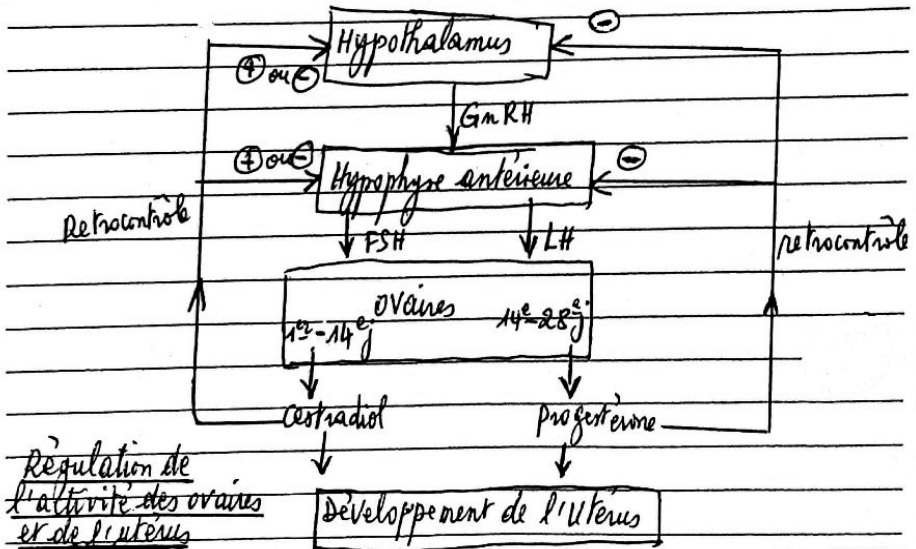 Hypothalamus
⊖
⊕ ou ⊖
GnRH
⊕ ou ⊖
⊖
Hypophyse antérieure
Retrocontrôle
FSH
LH
retrocontrôle
Ovaires
1er-14e j
14e-28e j
Oestradiol
Progestérone
Règulation de
l'activité des ovaires
et de l'utérus
Développement de l'Utérus